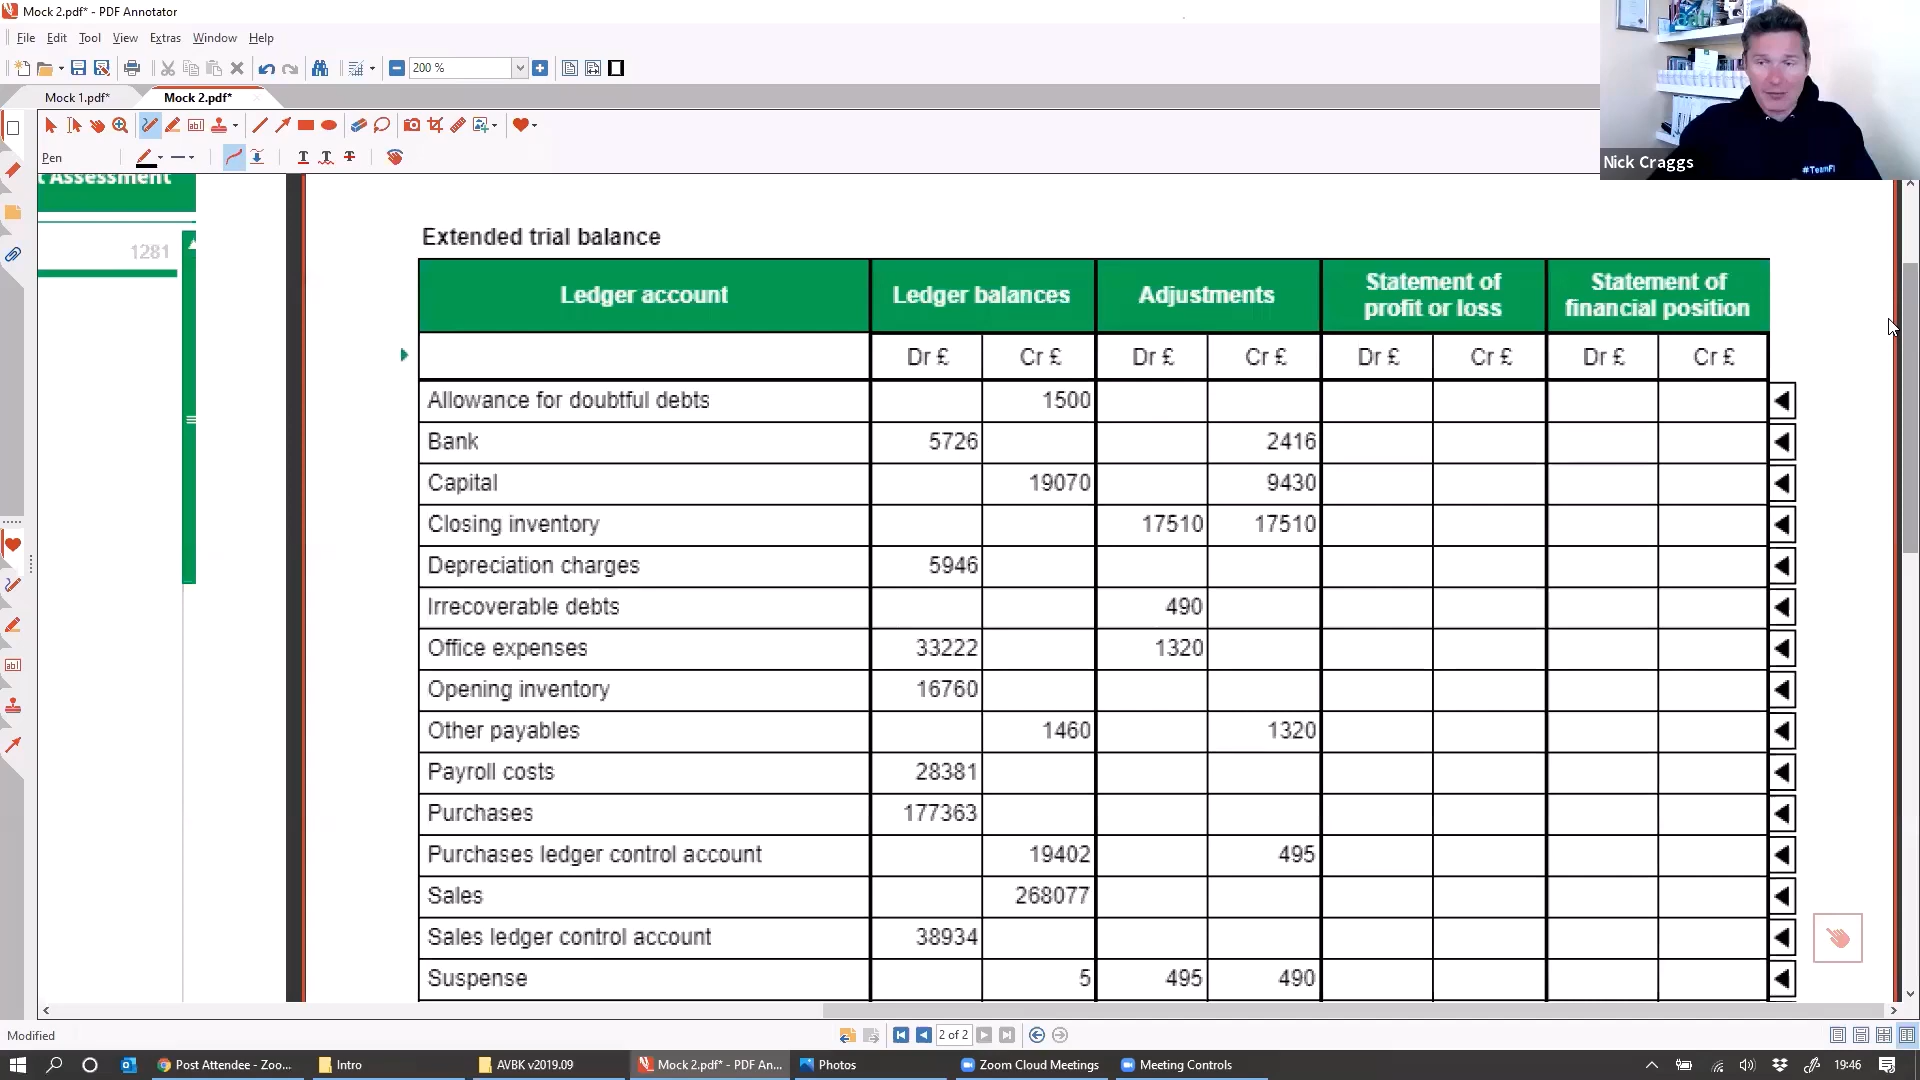 Mock 2.pdf* - PDF Annotator
File Edit Tool View Extras Window Help
200 %
Mock 1.pdf* Mock 2.pdf*
Pen
Nick Craggs
#TeamFI
t Assessment
1281
Extended trial balance
Ledger account Ledger balances Adjustments Statement of profit or loss Statement of financial position
Dr £ Cr £ Dr £ Cr £ Dr £ Cr £ Dr £ Cr £
Allowance for doubtful debts 1500
Bank 5726 2416
Capital 19070 9430
Closing inventory 17510 17510
Depreciation charges 5946
Irrecoverable debts 490
Office expenses 33222 1320
Opening inventory 16760
Other payables 1460 1320
Payroll costs 28381
Purchases 177363
Purchases ledger control account 19402 495
Sales 268077
Sales ledger control account 38934
Suspense 5 495 490
Modified
2 of 2
Post Attendee - Zoo... Intro AVBK v2019.09 Mock 2.pdf* - PDF An... Photos Zoom Cloud Meetings Meeting Controls 19:46